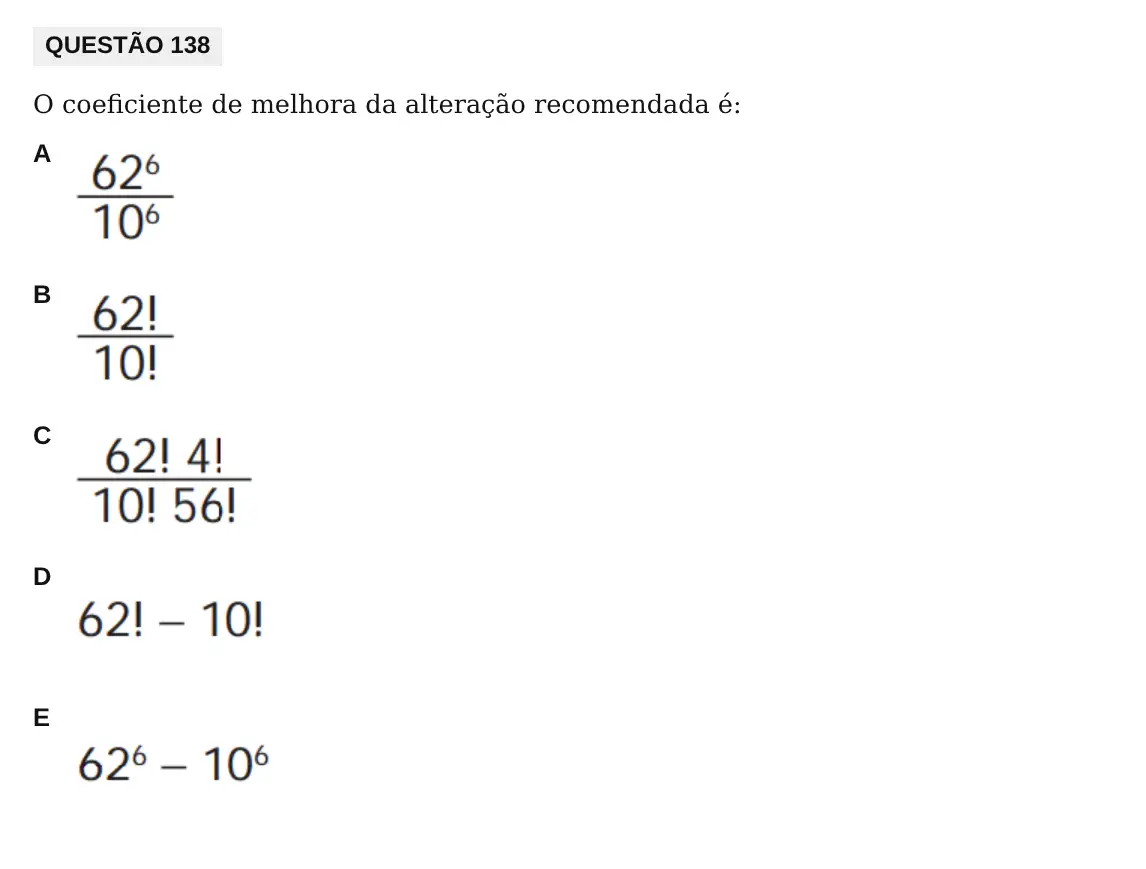 QUESTÃO 138
O coeficiente de melhora da alteração recomendada é:
A
62⁶
10⁶
B
62!
10!
C
62! 4!
10! 56!
D
62! – 10!
E
62⁶ – 10⁶